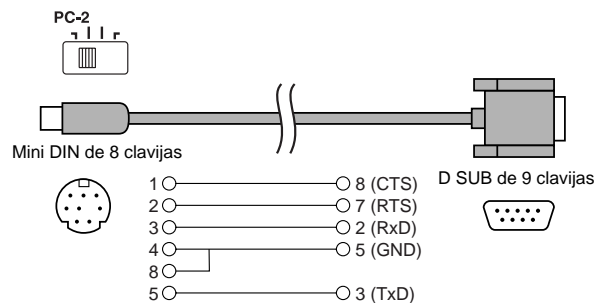 PC-2
Mini DIN de 8 clavijas
D SUB de 9 clavijas
1 8 (CTS)
2 7 (RTS)
3 2 (RxD)
4 5 (GND)
8
5 3 (TxD)